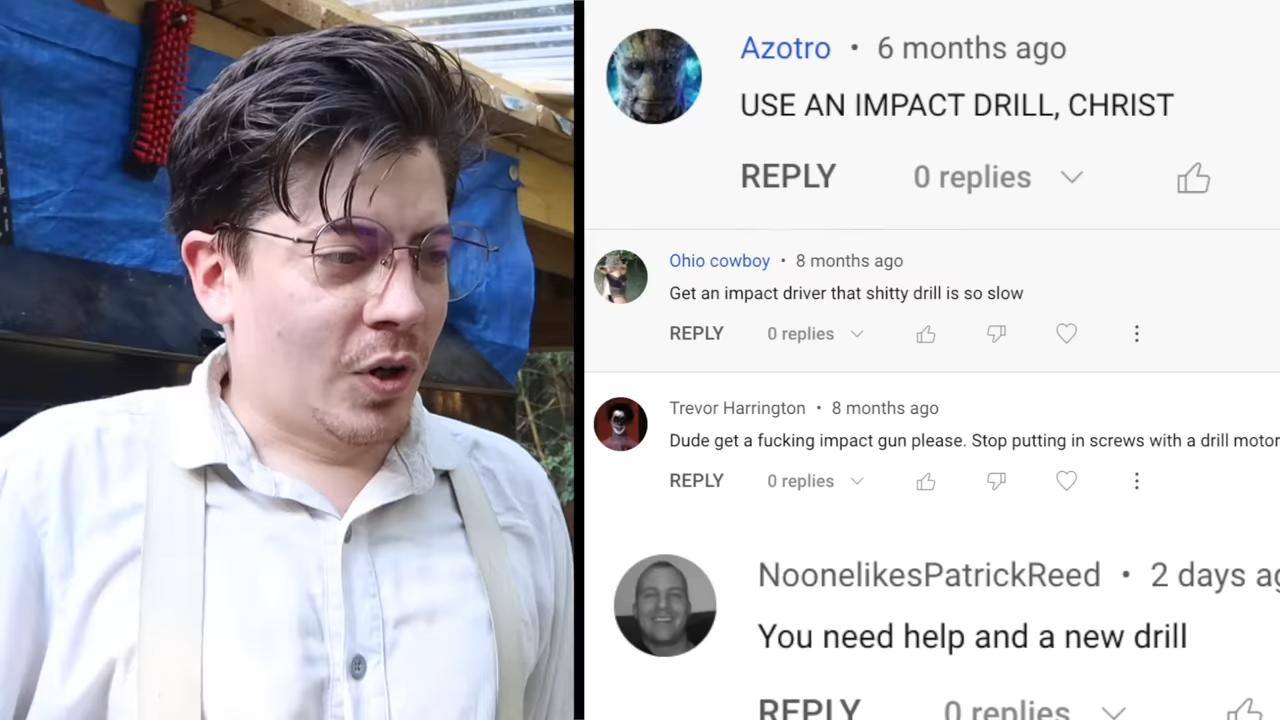 Azotro • 6 months ago
USE AN IMPACT DRILL, CHRIST
REPLY 0 replies
Ohio cowboy • 8 months ago
Get an impact driver that shitty drill is so slow
REPLY 0 replies
Trevor Harrington • 8 months ago
Dude get a fucking impact gun please. Stop putting in screws with a drill motor
REPLY 0 replies
NoonelikesPatrickReed • 2 days ag
You need help and a new drill
REPLY 0 replies